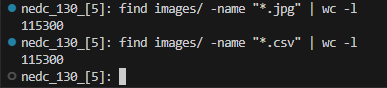 nedc_130_[5]: find images/ -name "*.jpg" | wc -l
115300
nedc_130_[5]: find images/ -name "*.csv" | wc -l
115300
nedc_130_[5]: